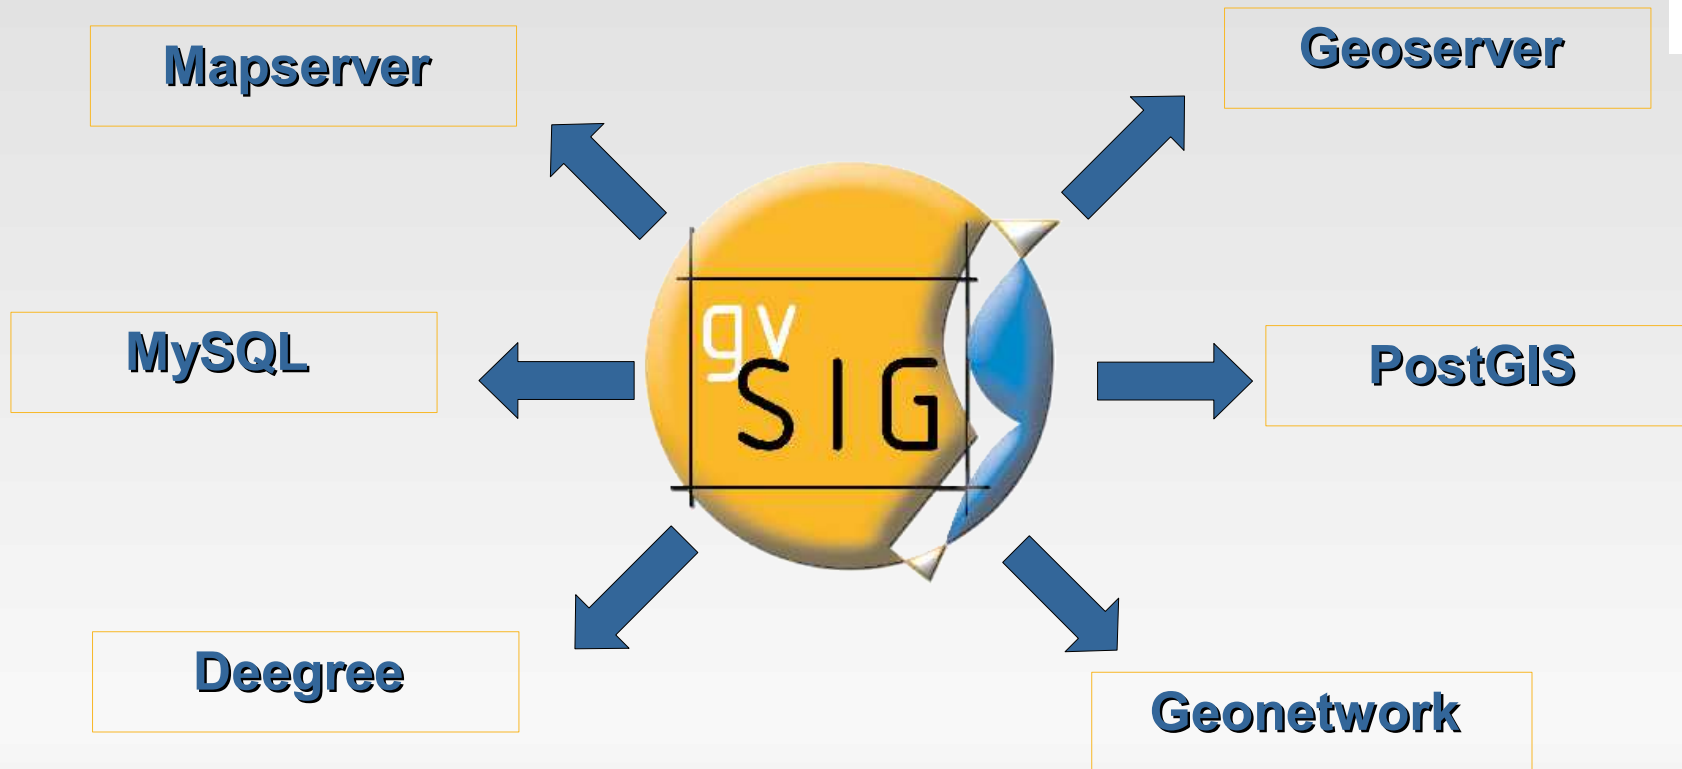 Mapserver
Geoserver
gv
SIG
MySQL
PostGIS
Deegree
Geonetwork